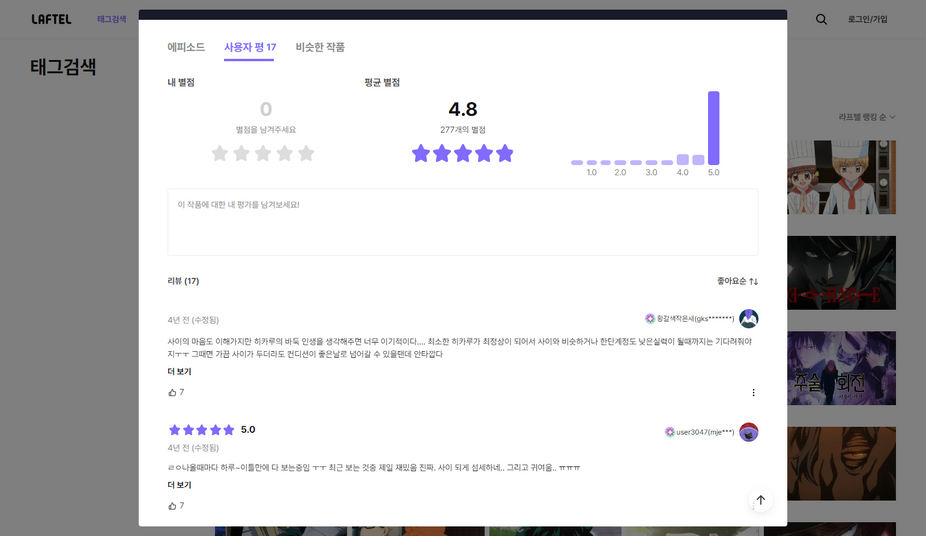 LAFTEL
태그검색
로그인/가입
태그검색
라프텔 랭킹 순
에피소드
사용자 평 17
비슷한 작품
내 별점
평균 별점
0
별점을 남겨주세요
4.8
277개의 별점
1.0
2.0
3.0
4.0
5.0
이 작품에 대한 내 평가를 남겨보세요!
리뷰 (17)
좋아요순
4년 전 (수정됨)
황갈색작은새(gks*******)
사이의 마음도 이해가지만 히카루의 바둑 인생을 생각해주면 너무 이기적이다.... 최소한 히카루가 최정상이 되어서 사이와 비슷하거나 한단계정도 낮은실력이 될때까지는 기다려줘야
지ㅜㅜ 그때면 가끔 사이가 두더라도 컨디션이 좋은날로 넘어갈 수 있을텐데 안타깝다
더 보기
7
5.0
user3047(mje***)
4년 전 (수정됨)
ㄹㅇ나올때마다 하루~이틀만에 다 보는중임 ㅜㅜ 최근 보는 것중 제일 재밌음 진짜. 사이 되게 섬세하네.. 그리고 귀여움.. ㅠㅠㅠ
더 보기
7
주술 회전